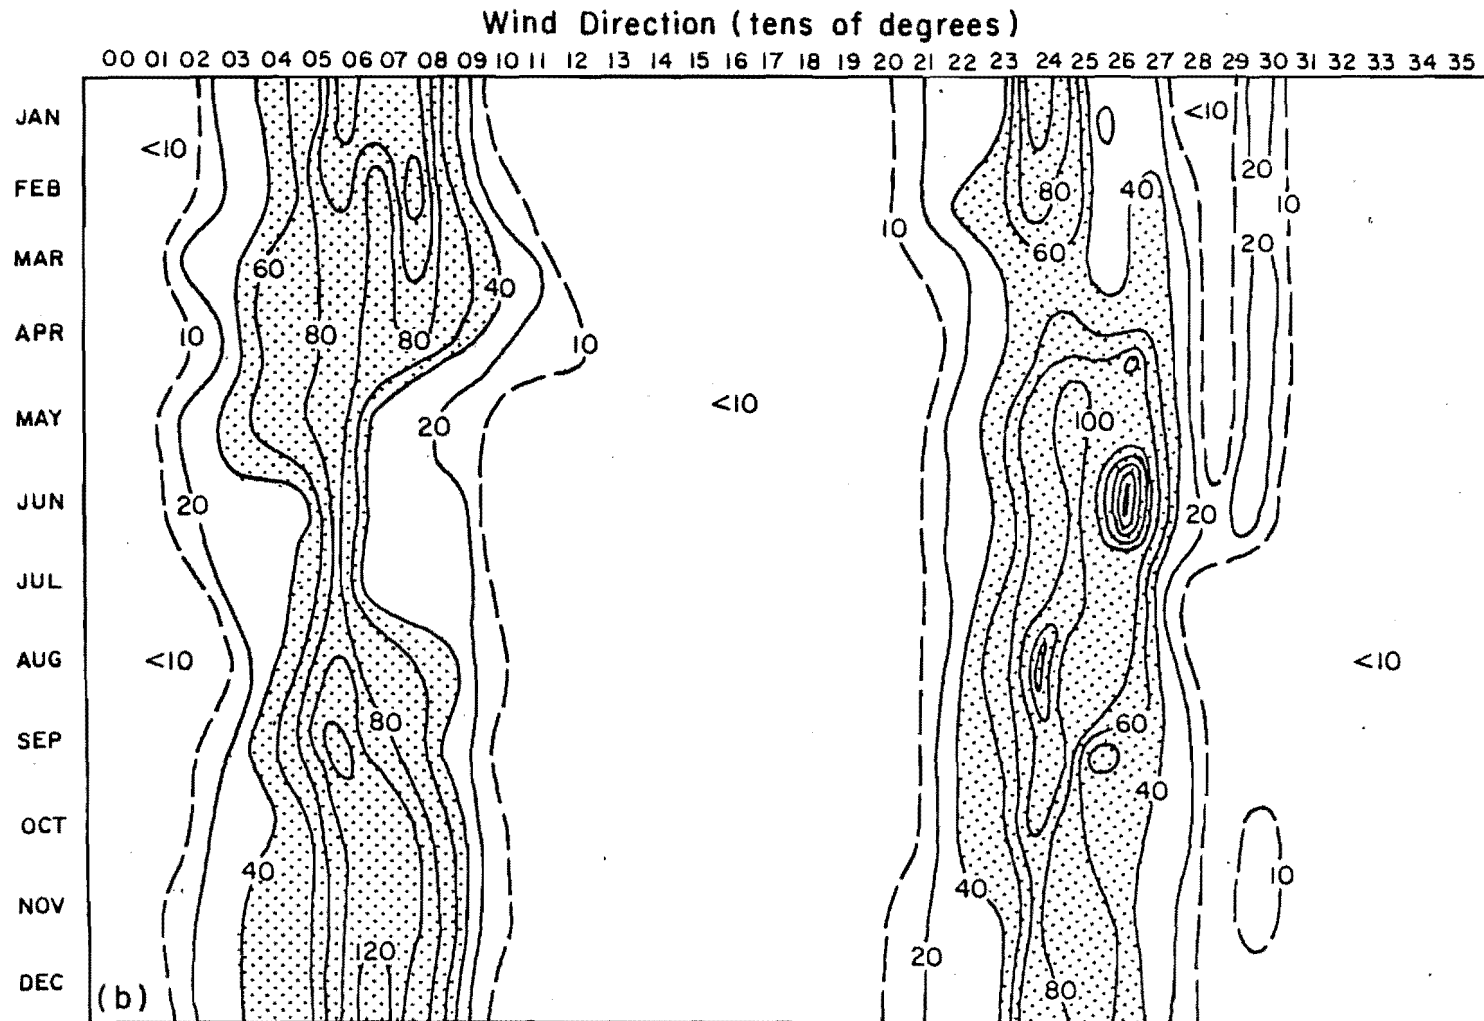 Wind Direction (tens of degrees)
00 01 02 03 04 05 06 07 08 09 10 11 12 13 14 15 16 17 18 19 20 21 22 23 24 25 26 27 28 29 30 31 32 33 34 35
JAN <10 <10 20 10
FEB 80 40
10
MAR 60 60 20
40
APR 10 80 80 10
MAY 20 <10 100
JUN 20 20
JUL
AUG <10 <10
SEP 80 60
40
OCT
40 40 10
NOV
120 20
DEC 80
(b)